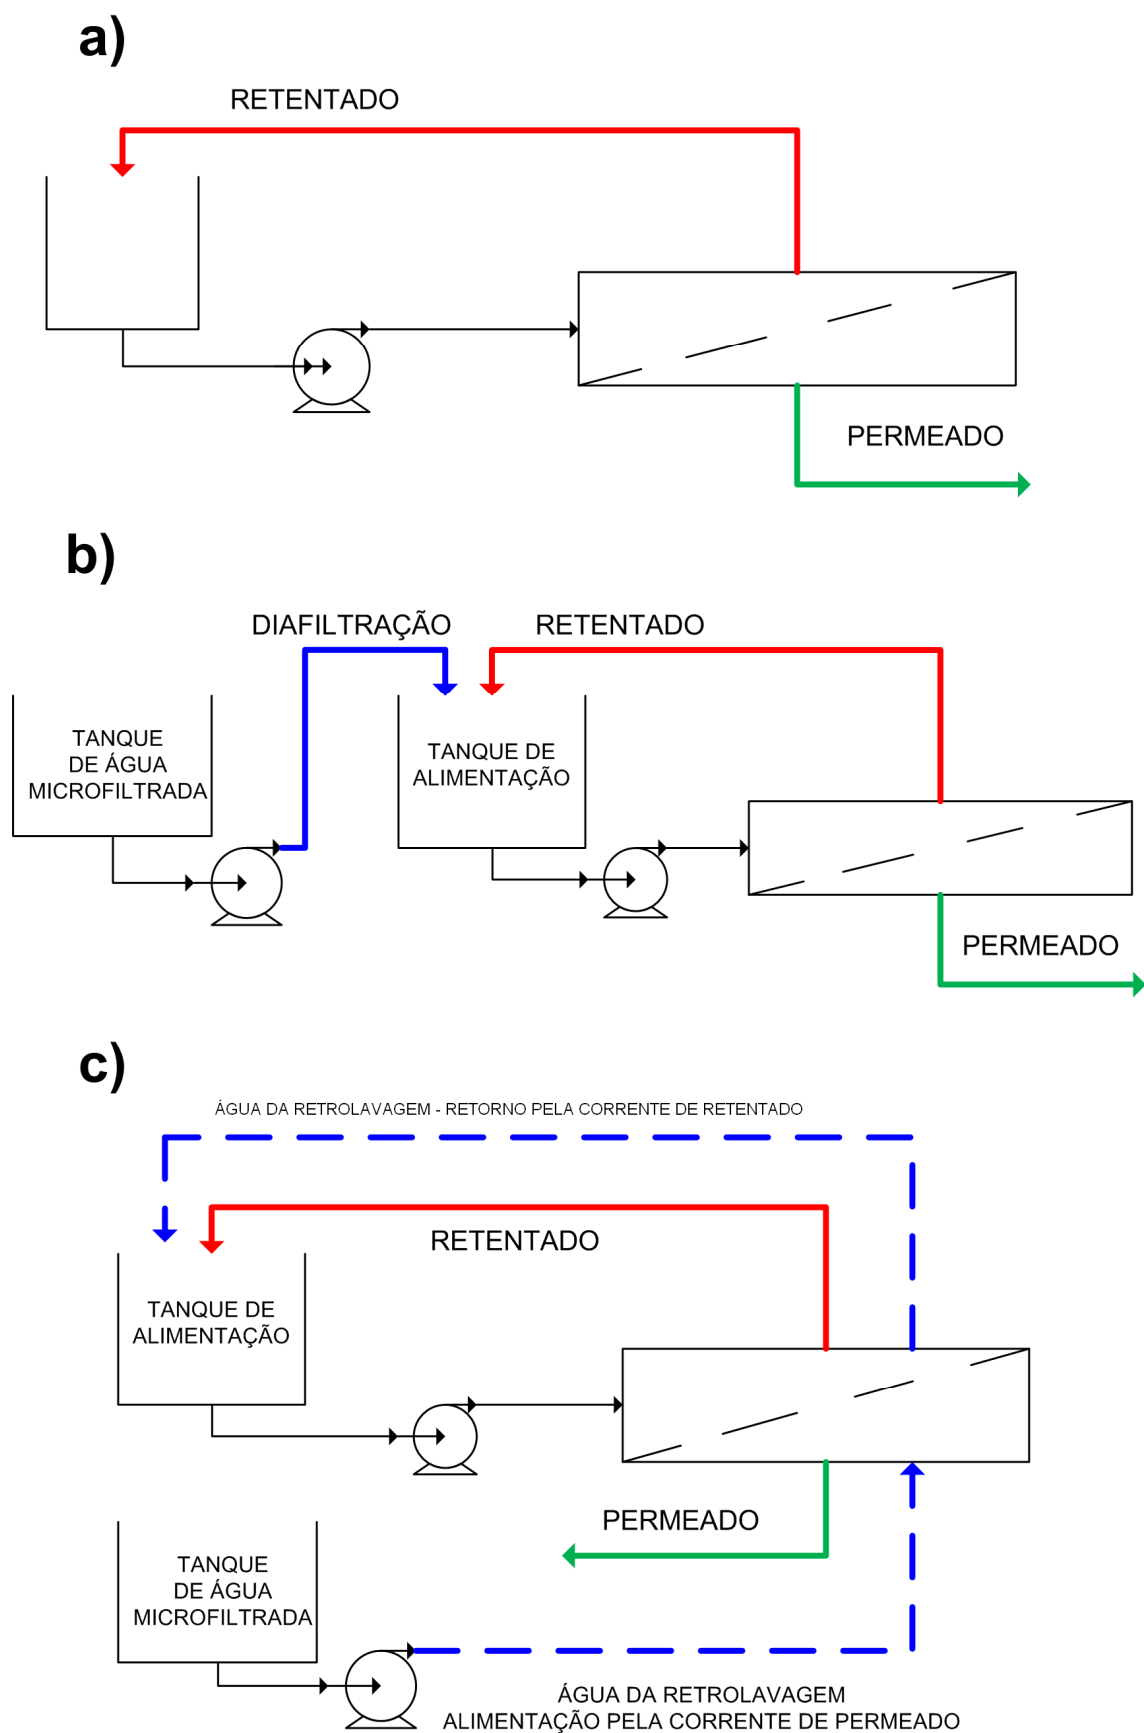 a)
RETENTADO
PERMEADO
b)
DIAFILTRAÇÃO
RETENTADO
TANQUE
DE ÁGUA
MICROFILTRADA
TANQUE DE
ALIMENTAÇÃO
PERMEADO
c)
ÁGUA DA RETROLAVAGEM - RETORNO PELA CORRENTE DE RETENTADO
RETENTADO
TANQUE DE
ALIMENTAÇÃO
PERMEADO
TANQUE
DE ÁGUA
MICROFILTRADA
ÁGUA DA RETROLAVAGEM
ALIMENTAÇÃO PELA CORRENTE DE PERMEADO